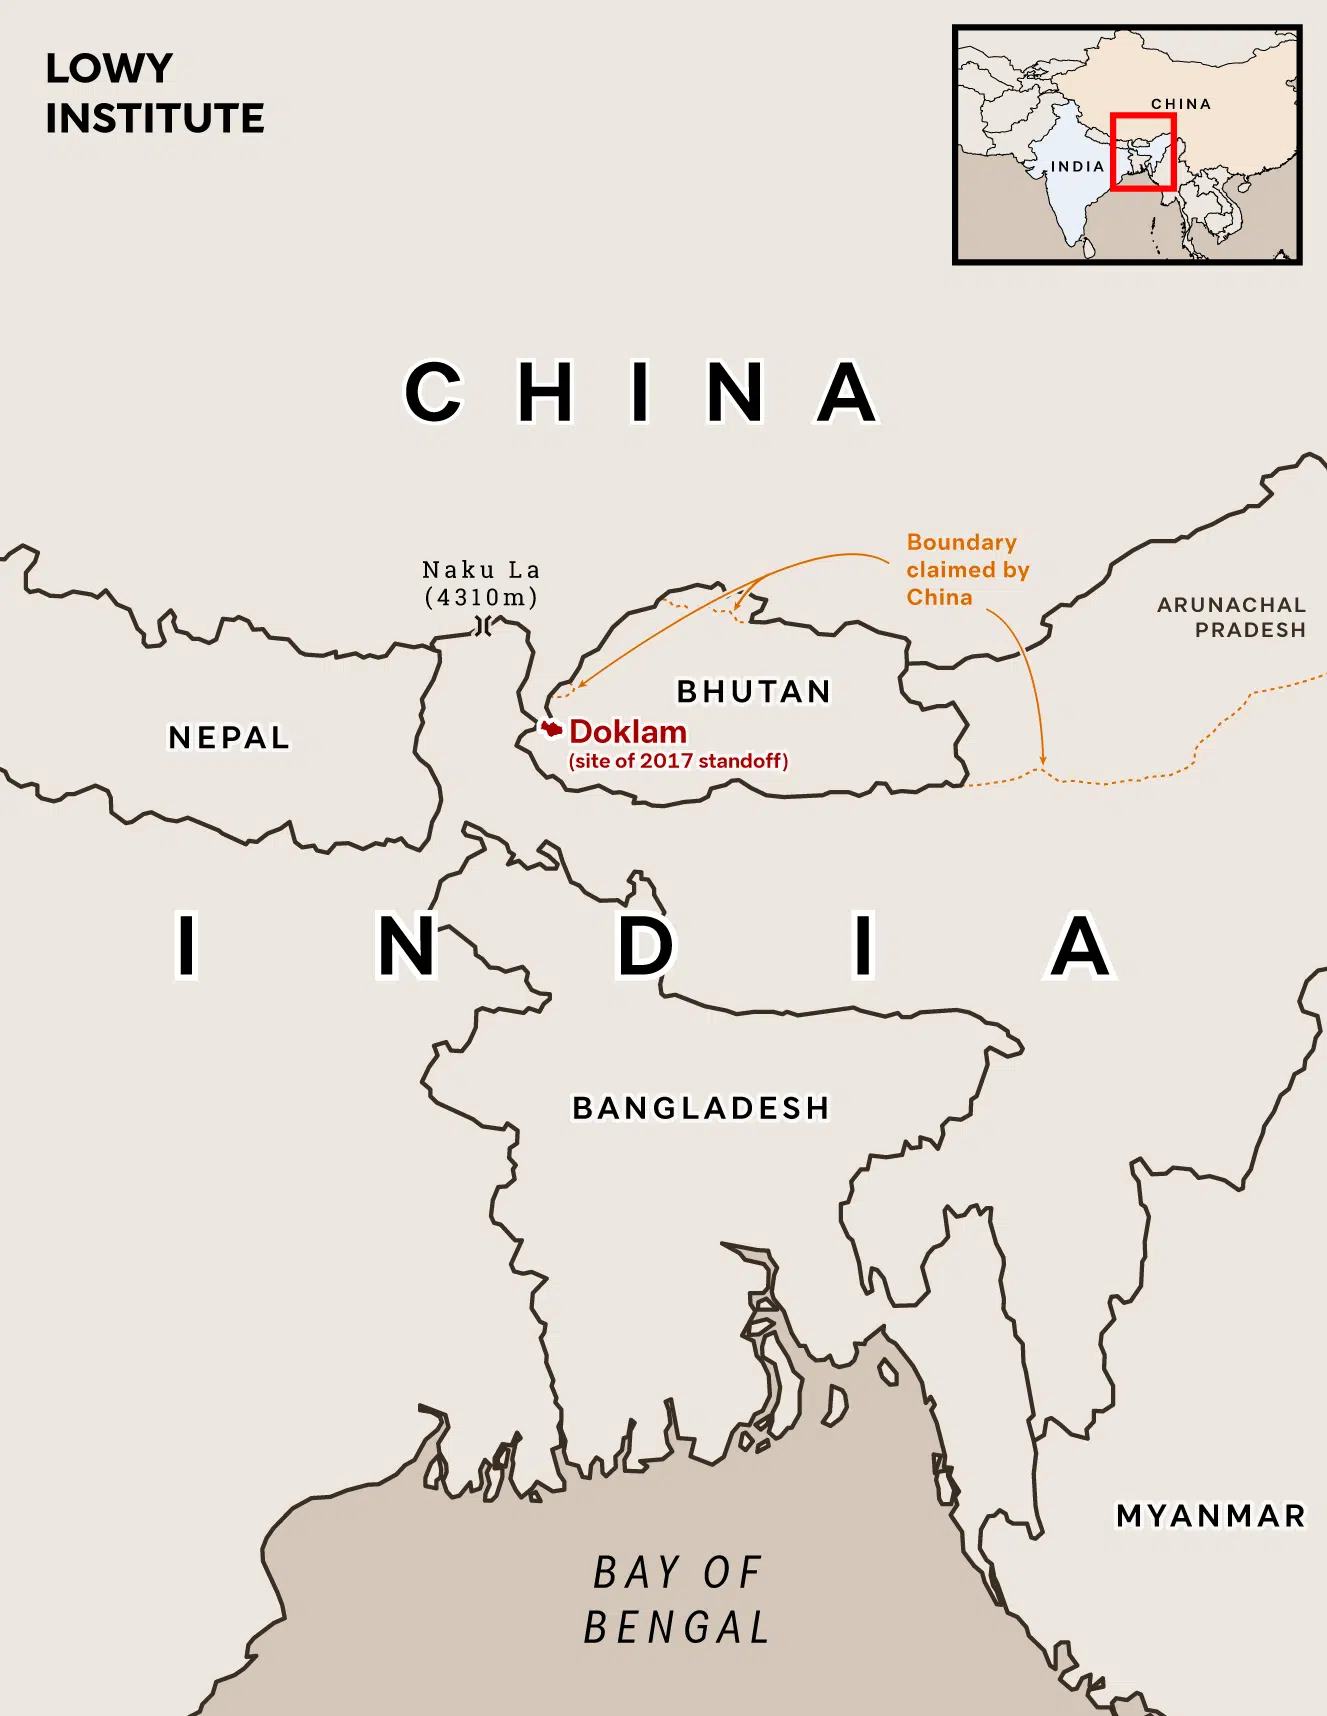 LOWY
INSTITUTE
CHINA
INDIA
CHINA
Naku La
(4310m)
Boundary
claimed by
China
ARUNACHAL
PRADESH
BHUTAN
NEPAL
Doklam
(site of 2017 standoff)
INDIA
BANGLADESH
MYANMAR
BAY OF
BENGAL